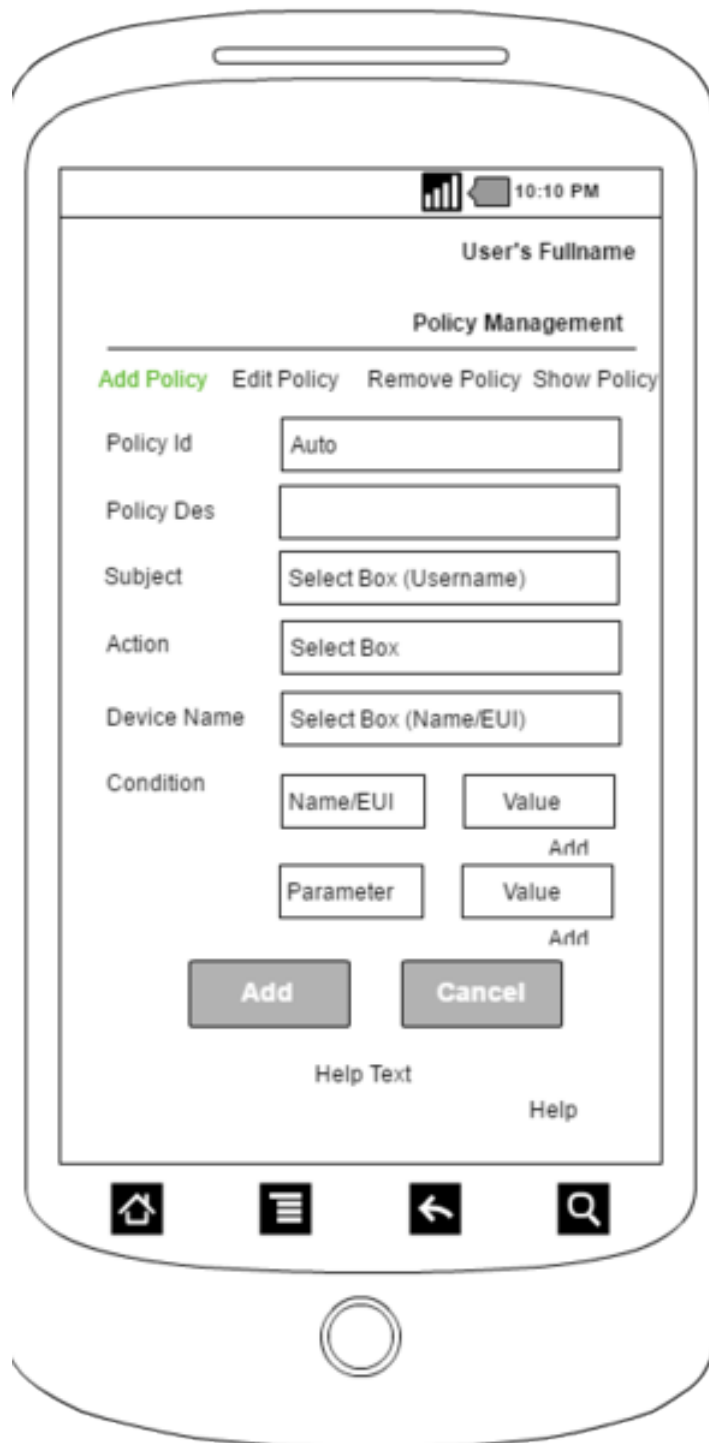 10:10 PM
User's Fullname
Policy Management
Add Policy Edit Policy Remove Policy Show Policy
Policy Id Auto
Policy Des
Subject Select Box (Username)
Action Select Box
Device Name Select Box (Name/EUI)
Condition Name/EUI Value
Add
Parameter Value
Add
Add Cancel
Help Text
Help